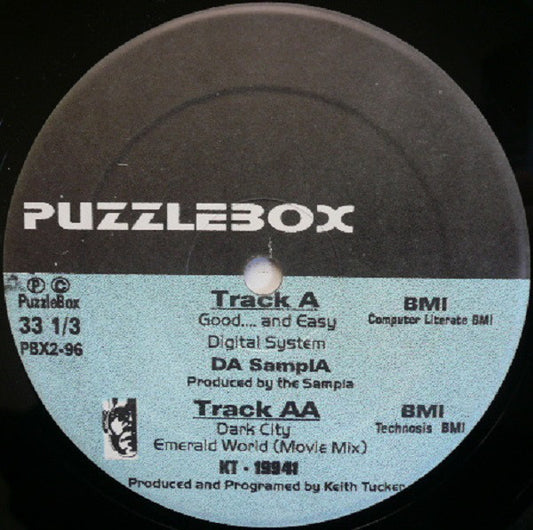 PUZZLEBOX
Ⓟ ©
PuzzleBox
33 1/3
PBX2-96
Track A
Good.... and Easy
Digital System
DA SamplA
Produced by the Sampla
BMI
Computer Literate BMI
Track AA
Dark City
Emerald World (Movie Mix)
KT - 19941
Produced and Programed by Keith Tucker
BMI
Technosis BMI